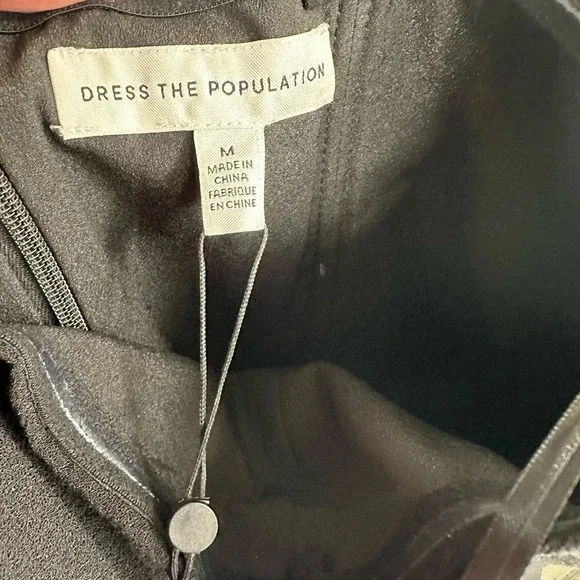 DRESS THE POPULATION
M
MADE IN
CHINA
FABRIQUE
EN CHINE